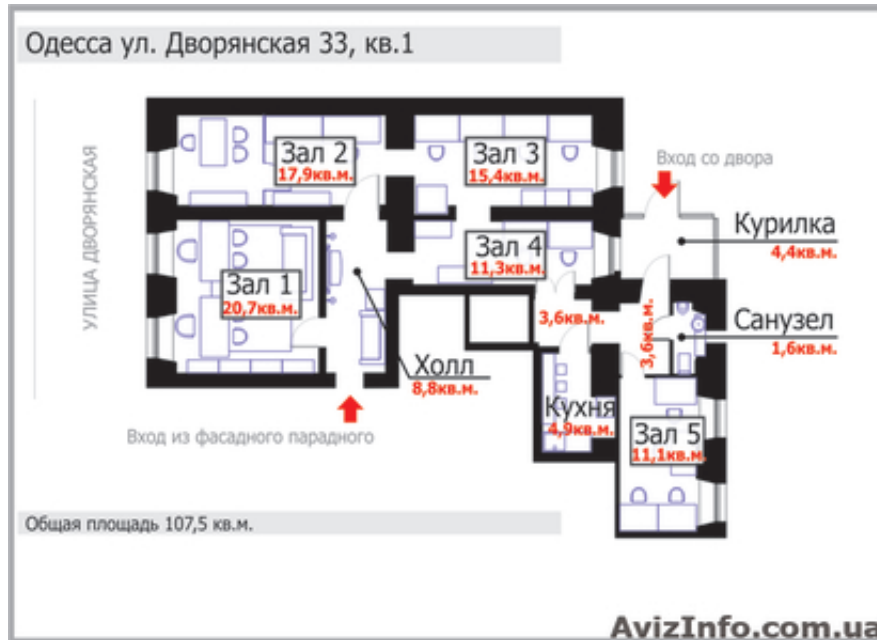 Одесса ул. Дворянская 33, кв.1
УЛИЦА ДВОРЯНСКАЯ
Зал 2
17,9кв.м.
Зал 3
15,4кв.м.
Вход со двора
Курилка
4,4кв.м.
Зал 4
11,3кв.м.
Зал 1
20,7кв.м.
3,6кв.м.
3,6кв.м.
Санузел
1,6кв.м.
Холл
8,8кв.м.
Кухня
4,9кв.м.
Зал 5
11,1кв.м.
Вход из фасадного парадного
Общая площадь 107,5 кв.м.
AvizInfo.com.ua